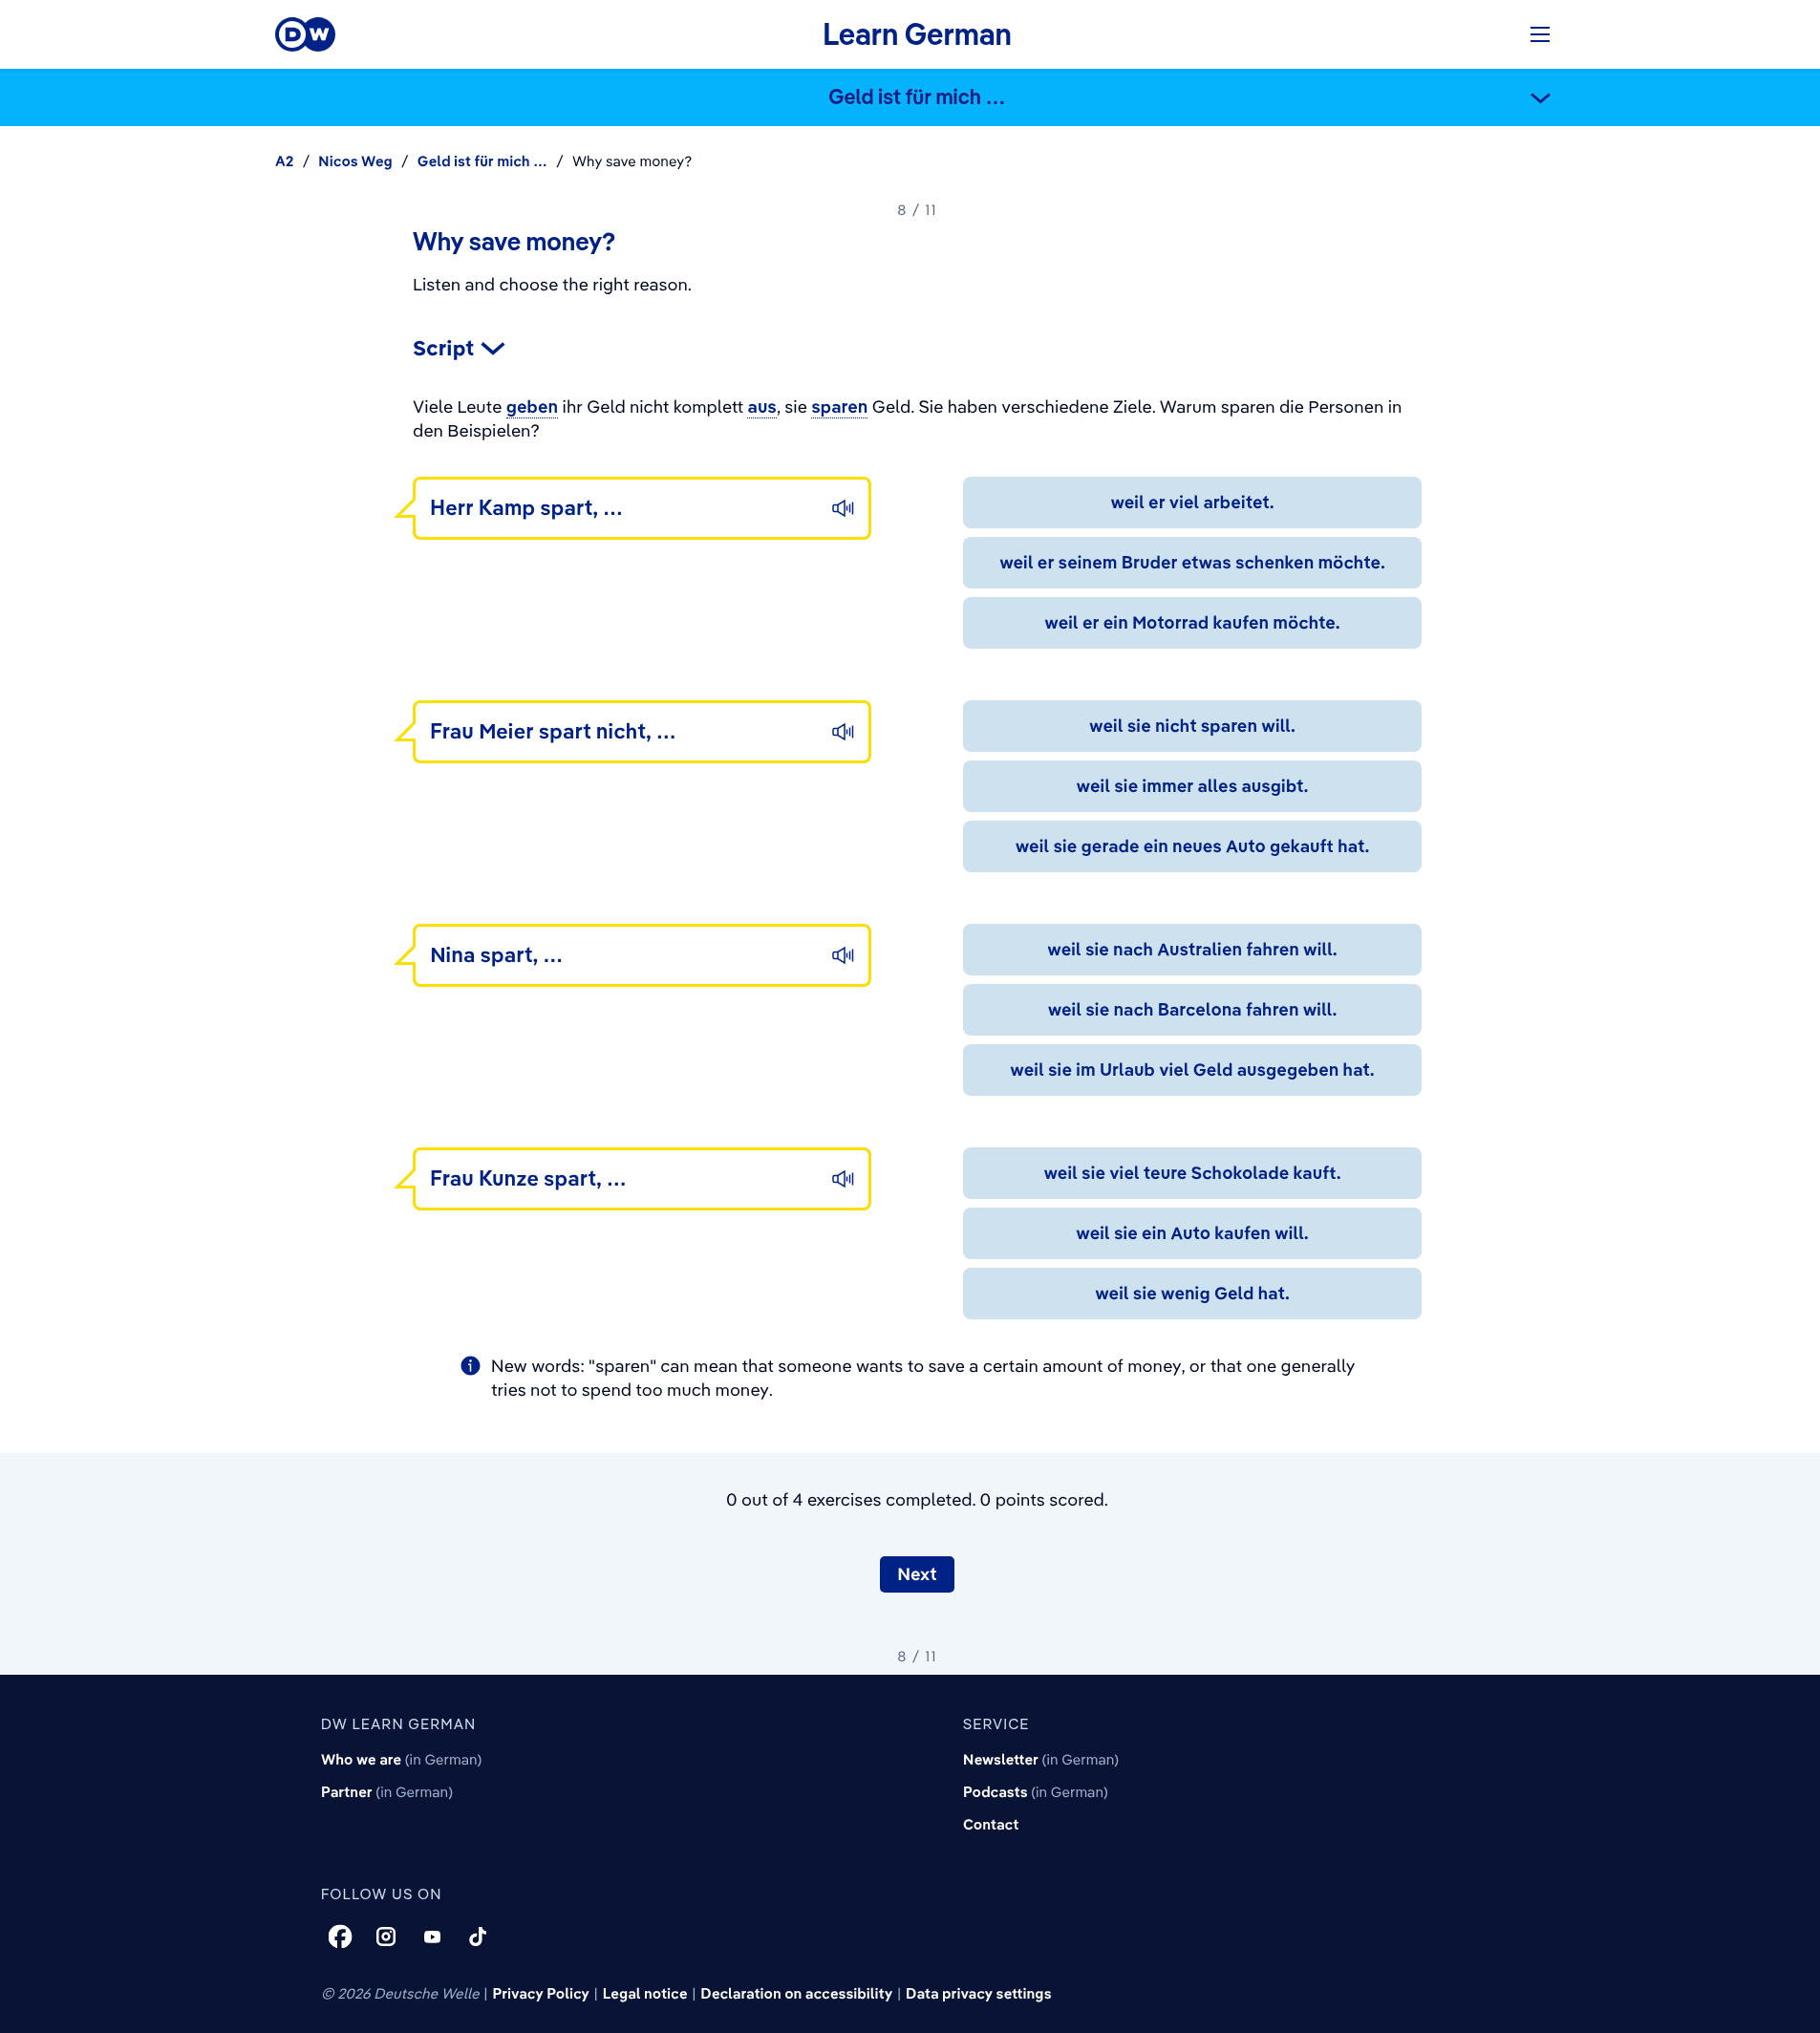 DW
Learn German
Geld ist für mich …
A2 / Nicos Weg / Geld ist für mich … / Why save money?
8 / 11
Why save money?
Listen and choose the right reason.
Script
Viele Leute geben ihr Geld nicht komplett aus, sie sparen Geld. Sie haben verschiedene Ziele. Warum sparen die Personen in
den Beispielen?
Herr Kamp spart, …
weil er viel arbeitet.
weil er seinem Bruder etwas schenken möchte.
weil er ein Motorrad kaufen möchte.
Frau Meier spart nicht, …
weil sie nicht sparen will.
weil sie immer alles ausgibt.
weil sie gerade ein neues Auto gekauft hat.
Nina spart, …
weil sie nach Australien fahren will.
weil sie nach Barcelona fahren will.
weil sie im Urlaub viel Geld ausgegeben hat.
Frau Kunze spart, …
weil sie viel teure Schokolade kauft.
weil sie ein Auto kaufen will.
weil sie wenig Geld hat.
New words: "sparen" can mean that someone wants to save a certain amount of money, or that one generally
tries not to spend too much money.
0 out of 4 exercises completed. 0 points scored.
Next
8 / 11
DW LEARN GERMAN
Who we are (in German)
Partner (in German)
SERVICE
Newsletter (in German)
Podcasts (in German)
Contact
FOLLOW US ON
© 2026 Deutsche Welle | Privacy Policy | Legal notice | Declaration on accessibility | Data privacy settings